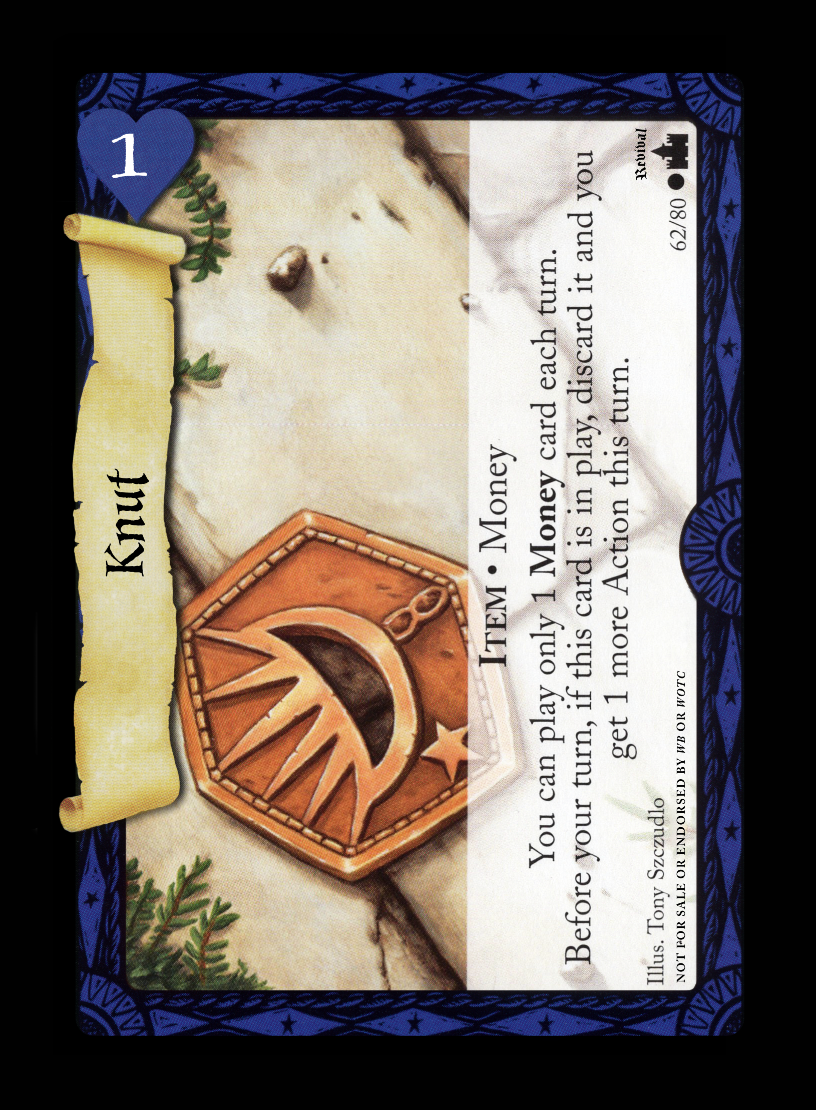 Knut
1
ITEM • Money
You can play only 1 Money card each turn.
Before your turn, if this card is in play, discard it and you
get 1 more Action this turn.
Revival
Illus. Tony Szczudlo
62/80
NOT FOR SALE OR ENDORSED BY WB OR WOTC